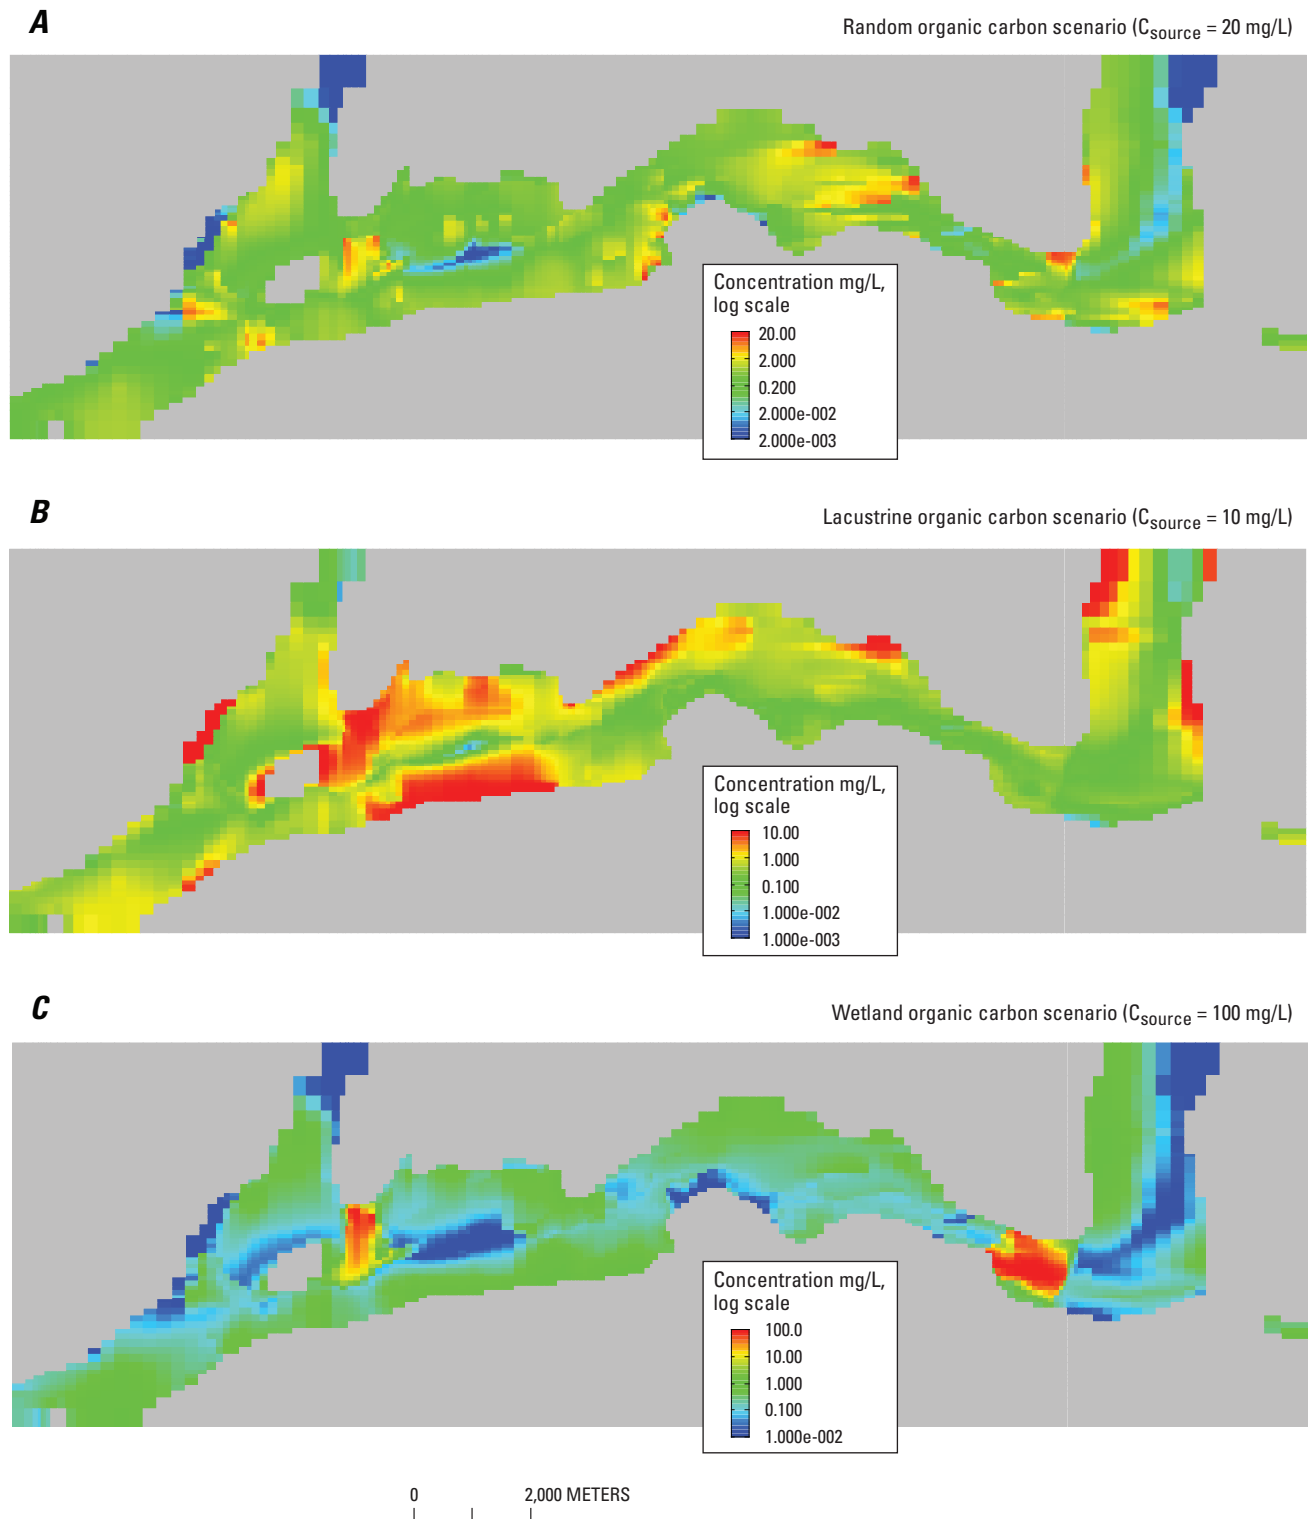 A
Random organic carbon scenario (Csource = 20 mg/L)
Concentration mg/L,
log scale
20.00
2.000
0.200
2.000e-002
2.000e-003
B
Lacustrine organic carbon scenario (Csource = 10 mg/L)
Concentration mg/L,
log scale
10.00
1.000
0.100
1.000e-002
1.000e-003
C
Wetland organic carbon scenario (Csource = 100 mg/L)
Concentration mg/L,
log scale
100.0
10.00
1.000
0.100
1.000e-002
0 2,000 METERS